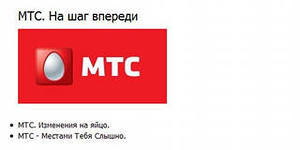 МТС. На шаг впереди
МТС
МТС. Изменения на яйцо.
МТС - Местами Тебя Слышно.